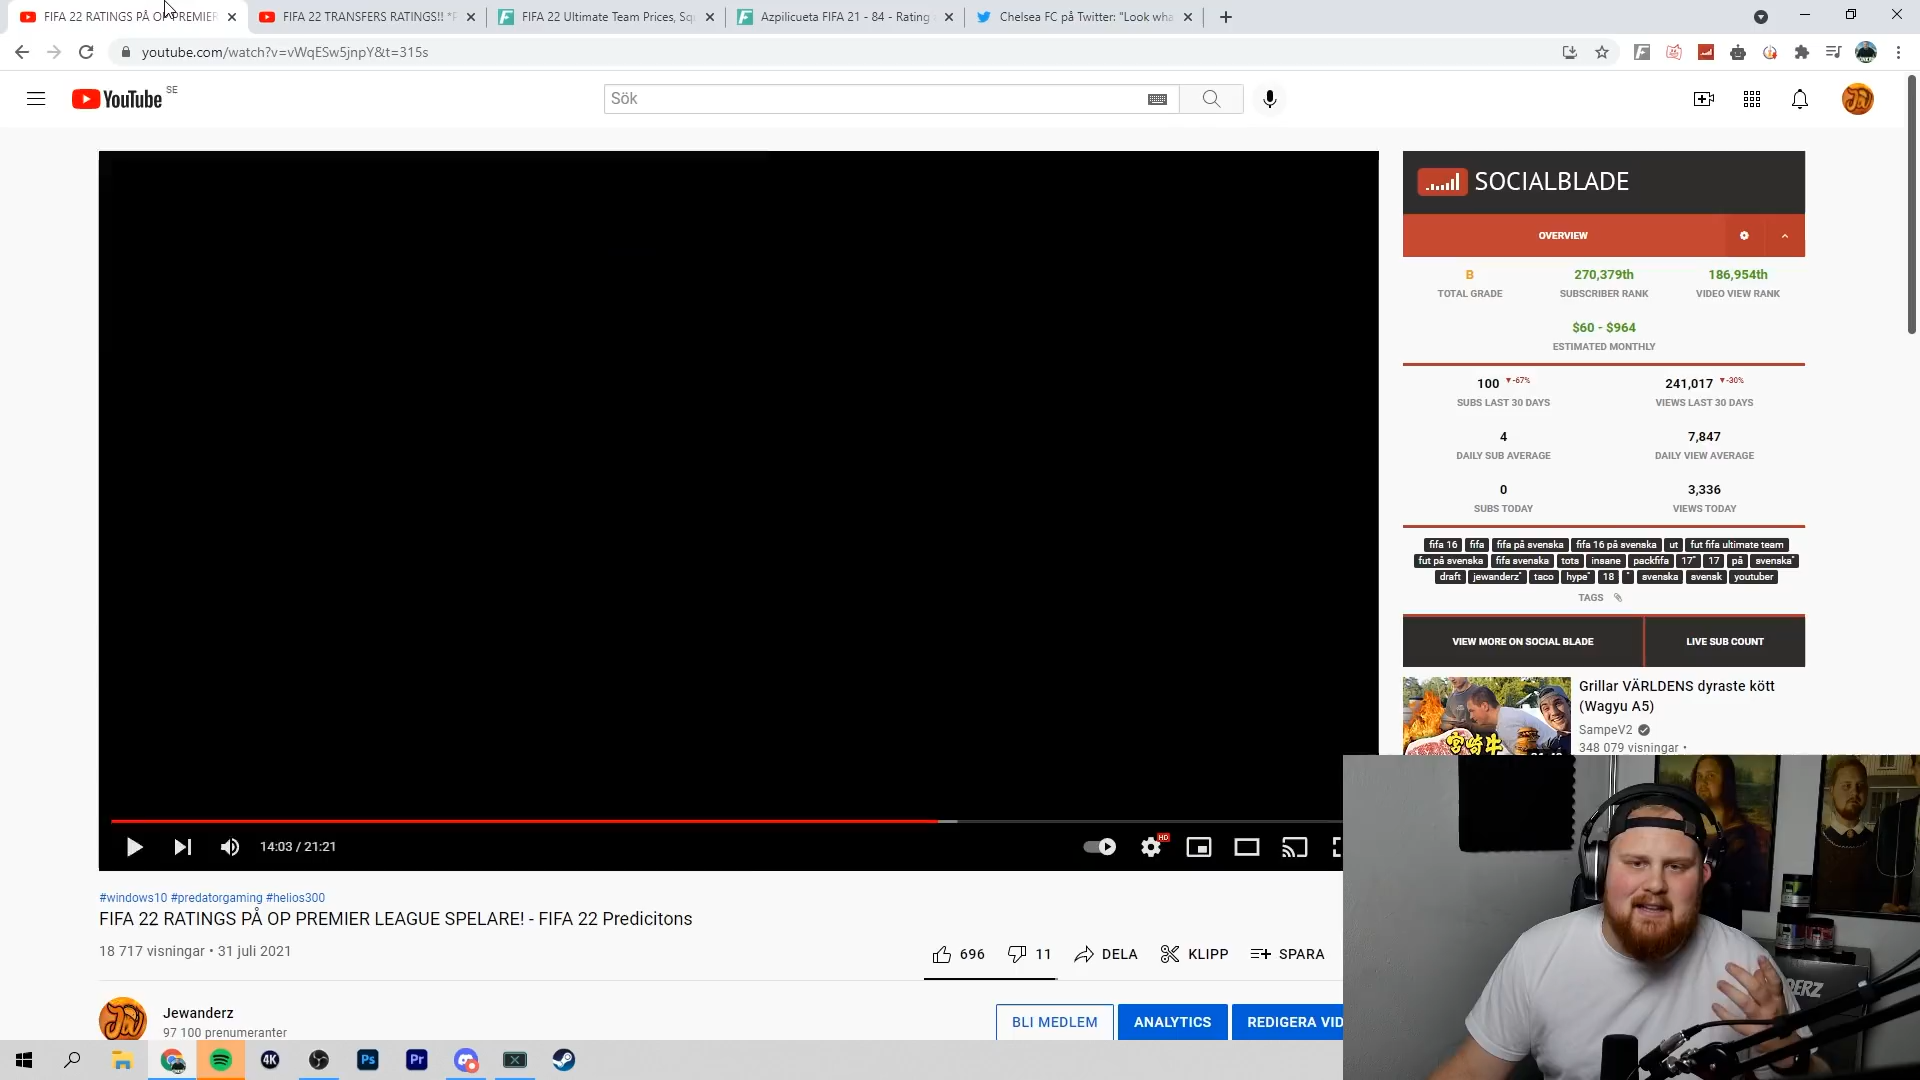 FIFA 22 RATINGS PÅ OP PREMIER
FIFA 22 TRANSFERS RATINGS!! *F
FIFA 22 Ultimate Team Prices, Squ
Azpilicueta FIFA 21 - 84 - Rating
Chelsea FC på Twitter: "Look wha
youtube.com/watch?v=vWqESw5jnpY&t=315s
YouTube SE
Sök
SOCIALBLADE
OVERVIEW
B 270,379th 186,954th
TOTAL GRADE SUBSCRIBER RANK VIDEO VIEW RANK
$60 - $964
ESTIMATED MONTHLY
100 ▼-67% 241,017 ▼-30%
SUBS LAST 30 DAYS VIEWS LAST 30 DAYS
4 7,847
DAILY SUB AVERAGE DAILY VIEW AVERAGE
0 3,336
SUBS TODAY VIEWS TODAY
fifa 16 fifa fifa på svenska fifa 16 på svenska ut fut fifa ultimate team
fut på svenska fifa svenska tots insane packfifa 17" 17 på svenska"
draft jewanderz" taco hype" 18 " svenska svensk youtuber
TAGS
VIEW MORE ON SOCIAL BLADE LIVE SUB COUNT
Grillar VÄRLDENS dyraste kött
(Wagyu A5)
SampeV2
348 079 visningar •
14:03 / 21:21
HD
#windows10 #predatorgaming #helios300
FIFA 22 RATINGS PÅ OP PREMIER LEAGUE SPELARE! - FIFA 22 Predicitons
18 717 visningar • 31 juli 2021
696 11 DELA KLIPP SPARA
Jewanderz
97 100 prenumeranter
BLI MEDLEM ANALYTICS REDIGERA VID
4K Ps Pr